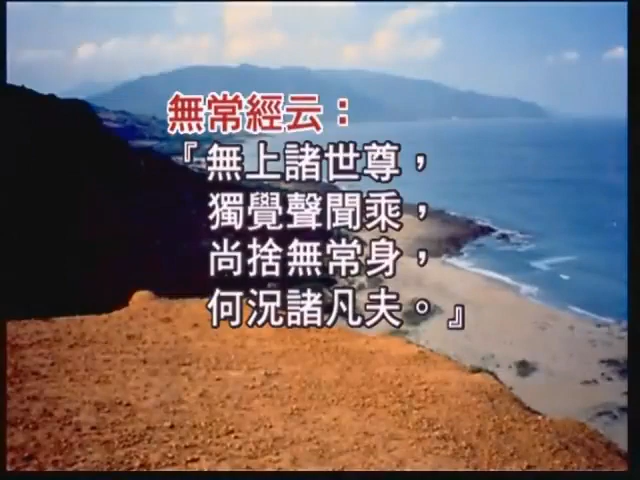 無常經云：
『無上諸世尊，
獨覺聲聞乘，
尚捨無常身，
何況諸凡夫。』